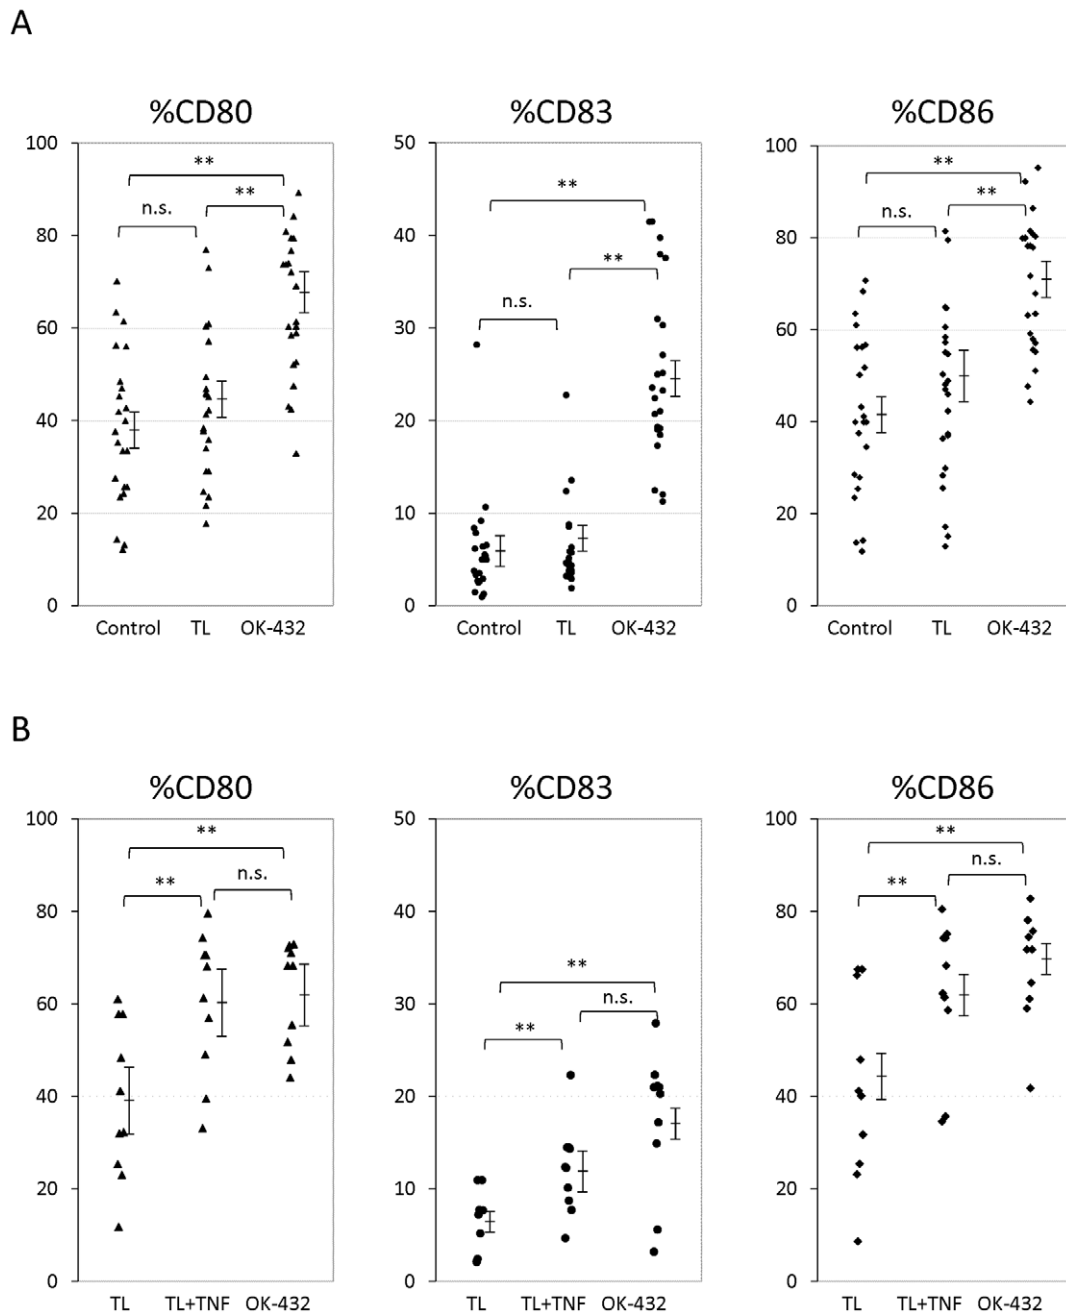 A
%CD80 %CD83 %CD86
100 50 100
** ** **
** n.s. n.s. **
80 40 80
**
n.s.
60 30 60
40 20 40
20 10 20
0 0 0
Control TL OK-432 Control TL OK-432 Control TL OK-432
B
%CD80 %CD83 %CD86
100 50 100
** **
** n.s. ** n.s.
80 40 80
**
60 30 n.s. 60
**
40 20 40
20 10 20
0 0 0
TL TL+TNF OK-432 TL TL+TNF OK-432 TL TL+TNF OK-432